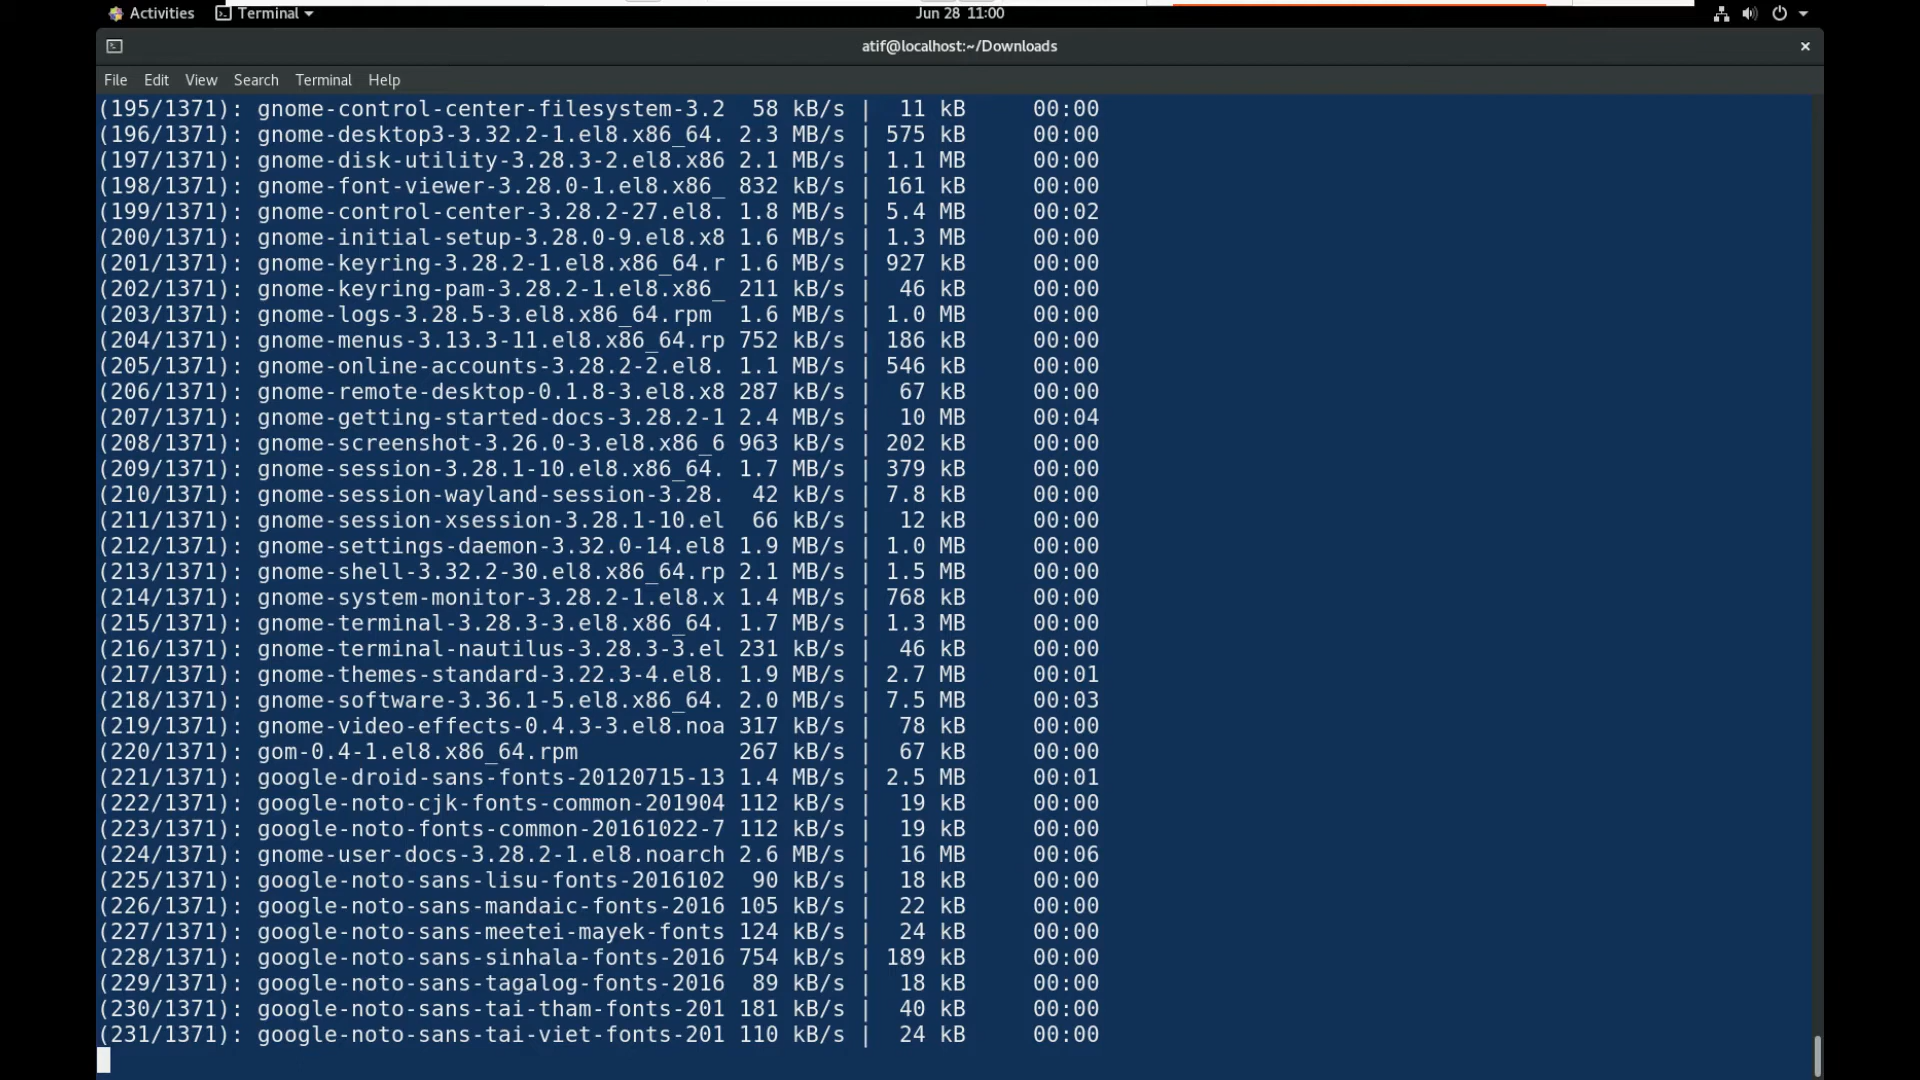 Activities Terminal Jun 28 11:00
atif@localhost:~/Downloads ×
File Edit View Search Terminal Help
(195/1371): gnome-control-center-filesystem-3.2  58 kB/s |  11 kB     00:00
(196/1371): gnome-desktop3-3.32.2-1.el8.x86_64. 2.3 MB/s | 575 kB     00:00
(197/1371): gnome-disk-utility-3.28.3-2.el8.x86 2.1 MB/s | 1.1 MB     00:00
(198/1371): gnome-font-viewer-3.28.0-1.el8.x86_ 832 kB/s | 161 kB     00:00
(199/1371): gnome-control-center-3.28.2-27.el8. 1.8 MB/s | 5.4 MB     00:02
(200/1371): gnome-initial-setup-3.28.0-9.el8.x8 1.6 MB/s | 1.3 MB     00:00
(201/1371): gnome-keyring-3.28.2-1.el8.x86_64.r 1.6 MB/s | 927 kB     00:00
(202/1371): gnome-keyring-pam-3.28.2-1.el8.x86_ 211 kB/s |  46 kB     00:00
(203/1371): gnome-logs-3.28.5-3.el8.x86_64.rpm  1.6 MB/s | 1.0 MB     00:00
(204/1371): gnome-menus-3.13.3-11.el8.x86_64.rp 752 kB/s | 186 kB     00:00
(205/1371): gnome-online-accounts-3.28.2-2.el8. 1.1 MB/s | 546 kB     00:00
(206/1371): gnome-remote-desktop-0.1.8-3.el8.x8 287 kB/s |  67 kB     00:00
(207/1371): gnome-getting-started-docs-3.28.2-1 2.4 MB/s |  10 MB     00:04
(208/1371): gnome-screenshot-3.26.0-3.el8.x86_6 963 kB/s | 202 kB     00:00
(209/1371): gnome-session-3.28.1-10.el8.x86_64. 1.7 MB/s | 379 kB     00:00
(210/1371): gnome-session-wayland-session-3.28.  42 kB/s | 7.8 kB     00:00
(211/1371): gnome-session-xsession-3.28.1-10.el  66 kB/s |  12 kB     00:00
(212/1371): gnome-settings-daemon-3.32.0-14.el8 1.9 MB/s | 1.0 MB     00:00
(213/1371): gnome-shell-3.32.2-30.el8.x86_64.rp 2.1 MB/s | 1.5 MB     00:00
(214/1371): gnome-system-monitor-3.28.2-1.el8.x 1.4 MB/s | 768 kB     00:00
(215/1371): gnome-terminal-3.28.3-3.el8.x86_64. 1.7 MB/s | 1.3 MB     00:00
(216/1371): gnome-terminal-nautilus-3.28.3-3.el 231 kB/s |  46 kB     00:00
(217/1371): gnome-themes-standard-3.22.3-4.el8. 1.9 MB/s | 2.7 MB     00:01
(218/1371): gnome-software-3.36.1-5.el8.x86_64. 2.0 MB/s | 7.5 MB     00:03
(219/1371): gnome-video-effects-0.4.3-3.el8.noa 317 kB/s |  78 kB     00:00
(220/1371): gom-0.4-1.el8.x86_64.rpm            267 kB/s |  67 kB     00:00
(221/1371): google-droid-sans-fonts-20120715-13 1.4 MB/s | 2.5 MB     00:01
(222/1371): google-noto-cjk-fonts-common-201904 112 kB/s |  19 kB     00:00
(223/1371): google-noto-fonts-common-20161022-7 112 kB/s |  19 kB     00:00
(224/1371): gnome-user-docs-3.28.2-1.el8.noarch 2.6 MB/s |  16 MB     00:06
(225/1371): google-noto-sans-lisu-fonts-2016102  90 kB/s |  18 kB     00:00
(226/1371): google-noto-sans-mandaic-fonts-2016 105 kB/s |  22 kB     00:00
(227/1371): google-noto-sans-meetei-mayek-fonts 124 kB/s |  24 kB     00:00
(228/1371): google-noto-sans-sinhala-fonts-2016 754 kB/s | 189 kB     00:00
(229/1371): google-noto-sans-tagalog-fonts-2016  89 kB/s |  18 kB     00:00
(230/1371): google-noto-sans-tai-tham-fonts-201 181 kB/s |  40 kB     00:00
(231/1371): google-noto-sans-tai-viet-fonts-201 110 kB/s |  24 kB     00:00